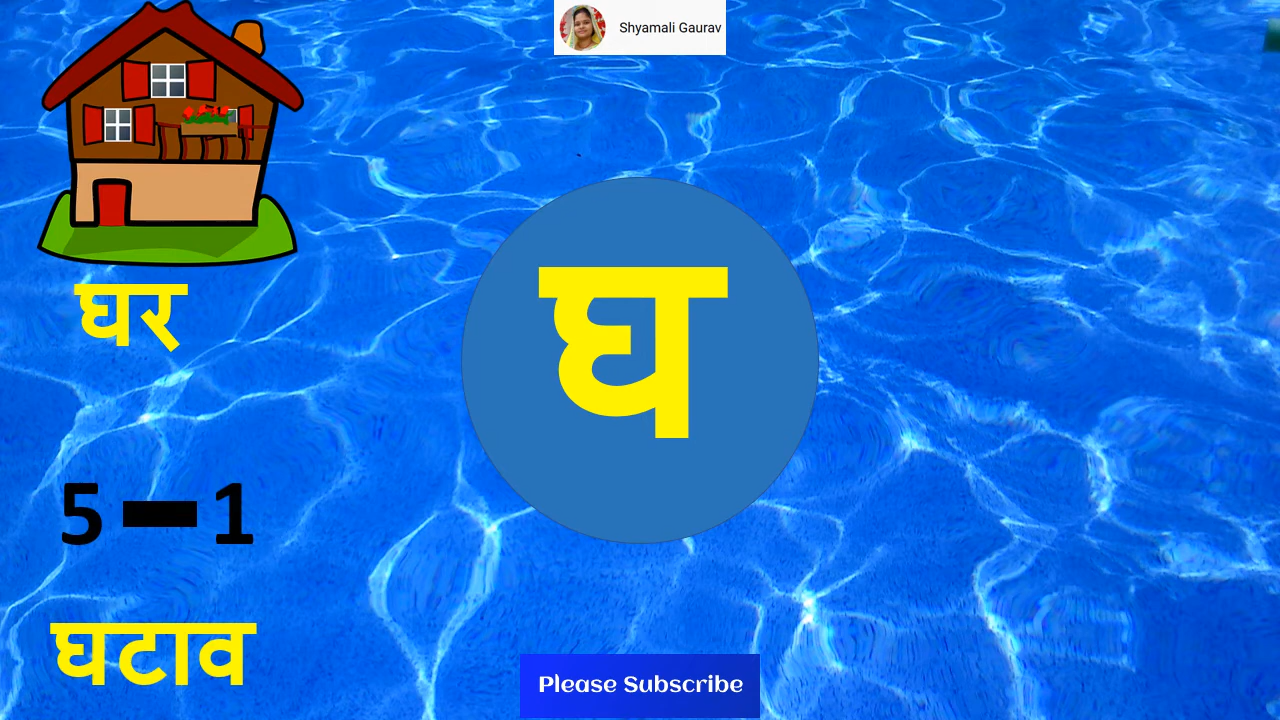 Shyamali Gaurav
घर
घ
5 - 1
घटाव
Please Subscribe